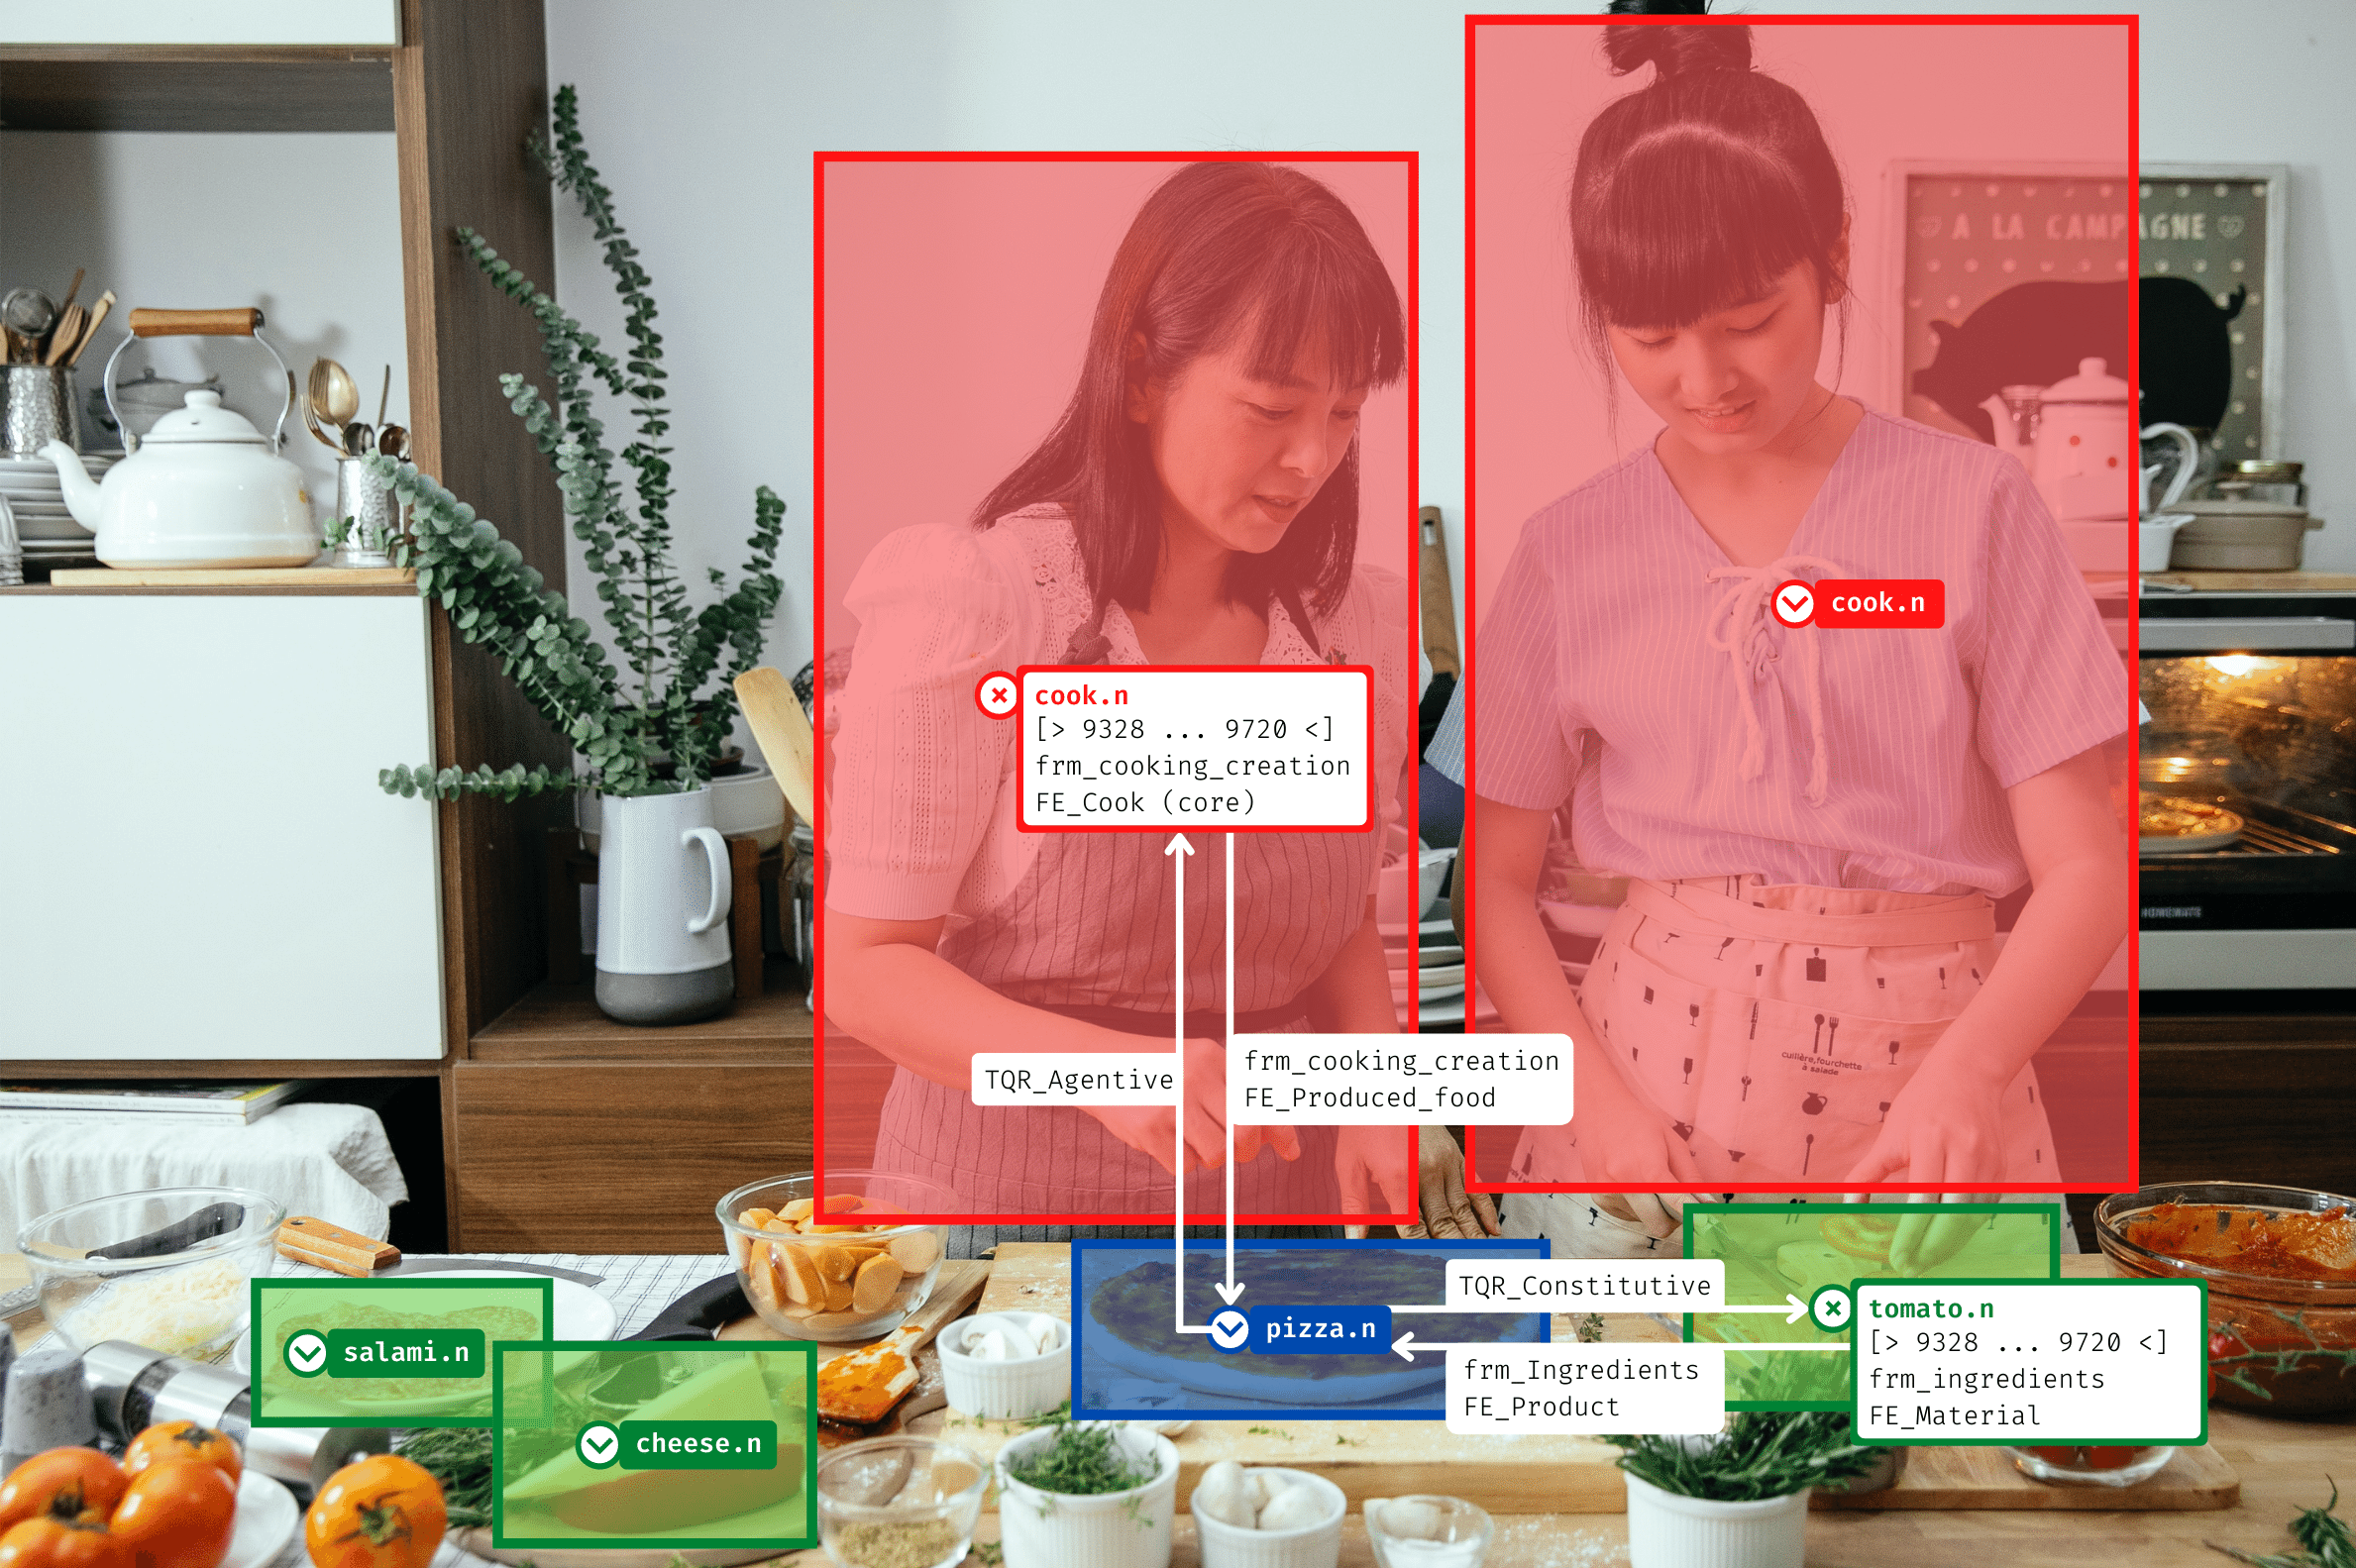 A LA CAMPAGNE
cook.n
cook.n
[> 9328 ... 9720 <]
frm_cooking_creation
FE_Cook (core)
HOMEMATE
cuillère, fourchette
à salade
TQR_Agentive
frm_cooking_creation
FE_Produced_food
TQR_Constitutive
pizza.n
tomato.n
[> 9328 ... 9720 <]
frm_ingredients
FE_Material
frm_Ingredients
FE_Product
salami.n
cheese.n